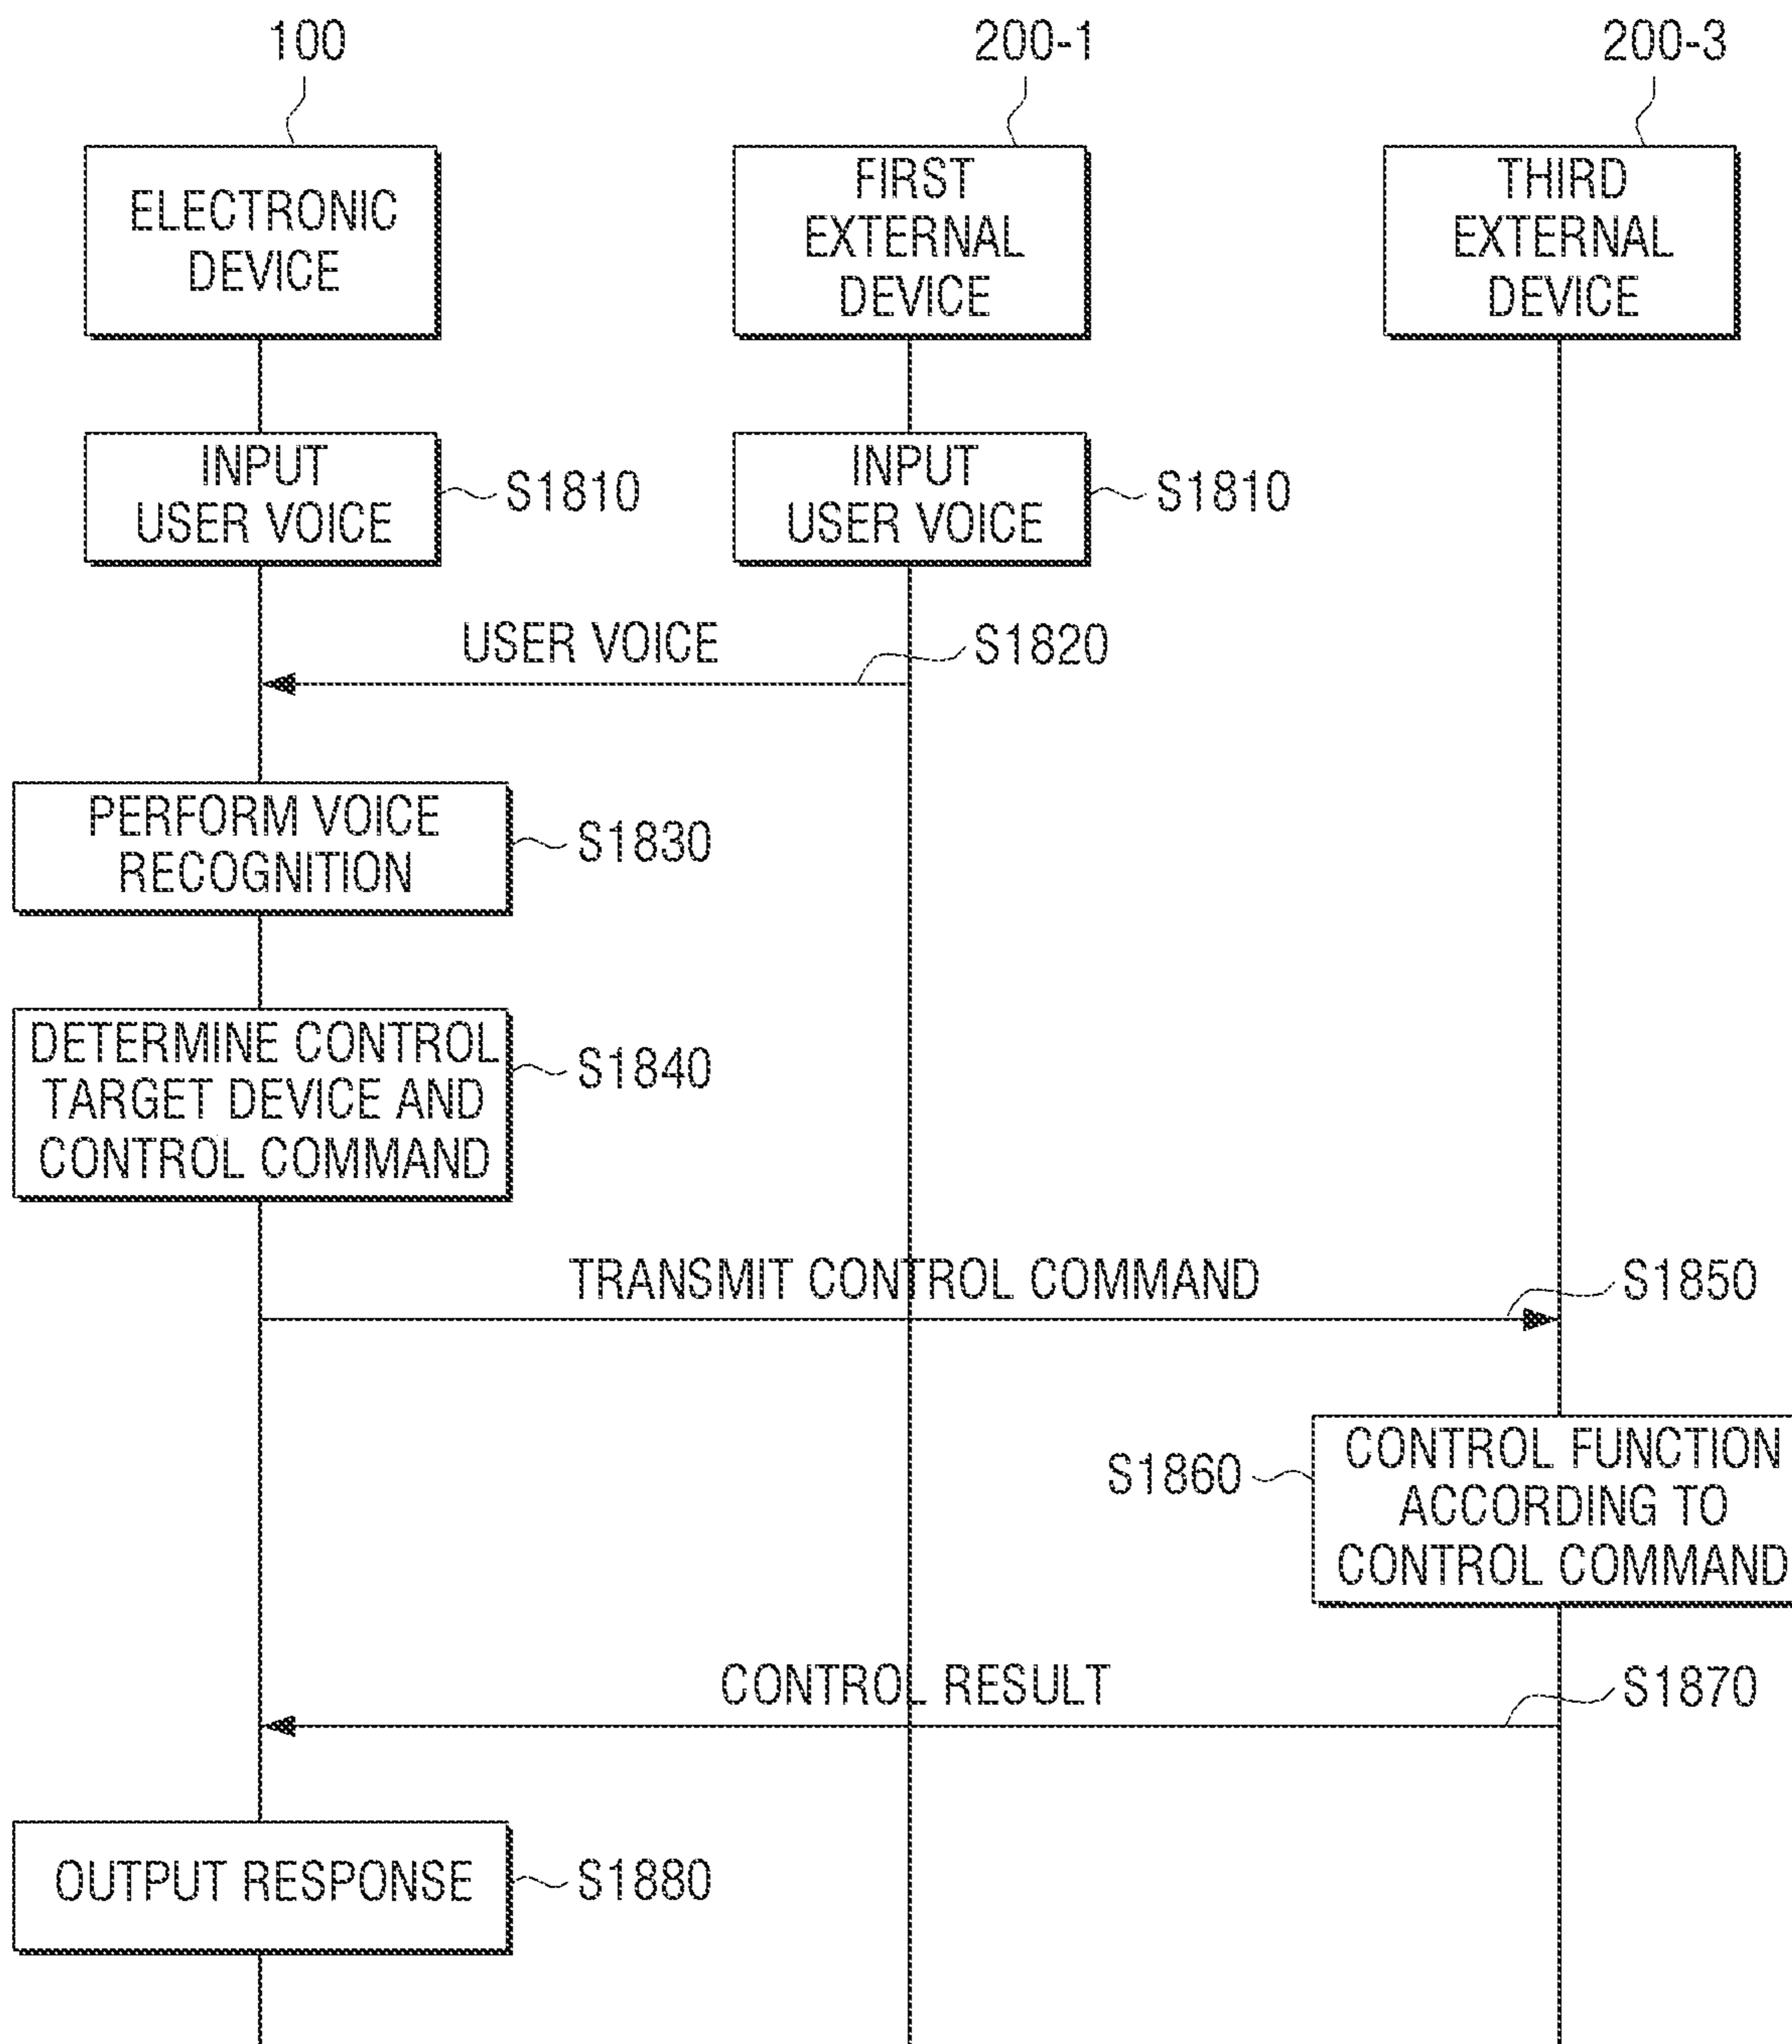 100
200-1
200-3
ELECTRONIC
DEVICE
FIRST
EXTERNAL
DEVICE
THIRD
EXTERNAL
DEVICE
INPUT
USER VOICE
S1810
INPUT
USER VOICE
S1810
USER VOICE
S1820
PERFORM VOICE
RECOGNITION
S1830
DETERMINE CONTROL
TARGET DEVICE AND
CONTROL COMMAND
S1840
TRANSMIT CONTROL COMMAND
S1850
S1860
CONTROL FUNCTION
ACCORDING TO
CONTROL COMMAND
CONTROL RESULT
S1870
OUTPUT RESPONSE
S1880